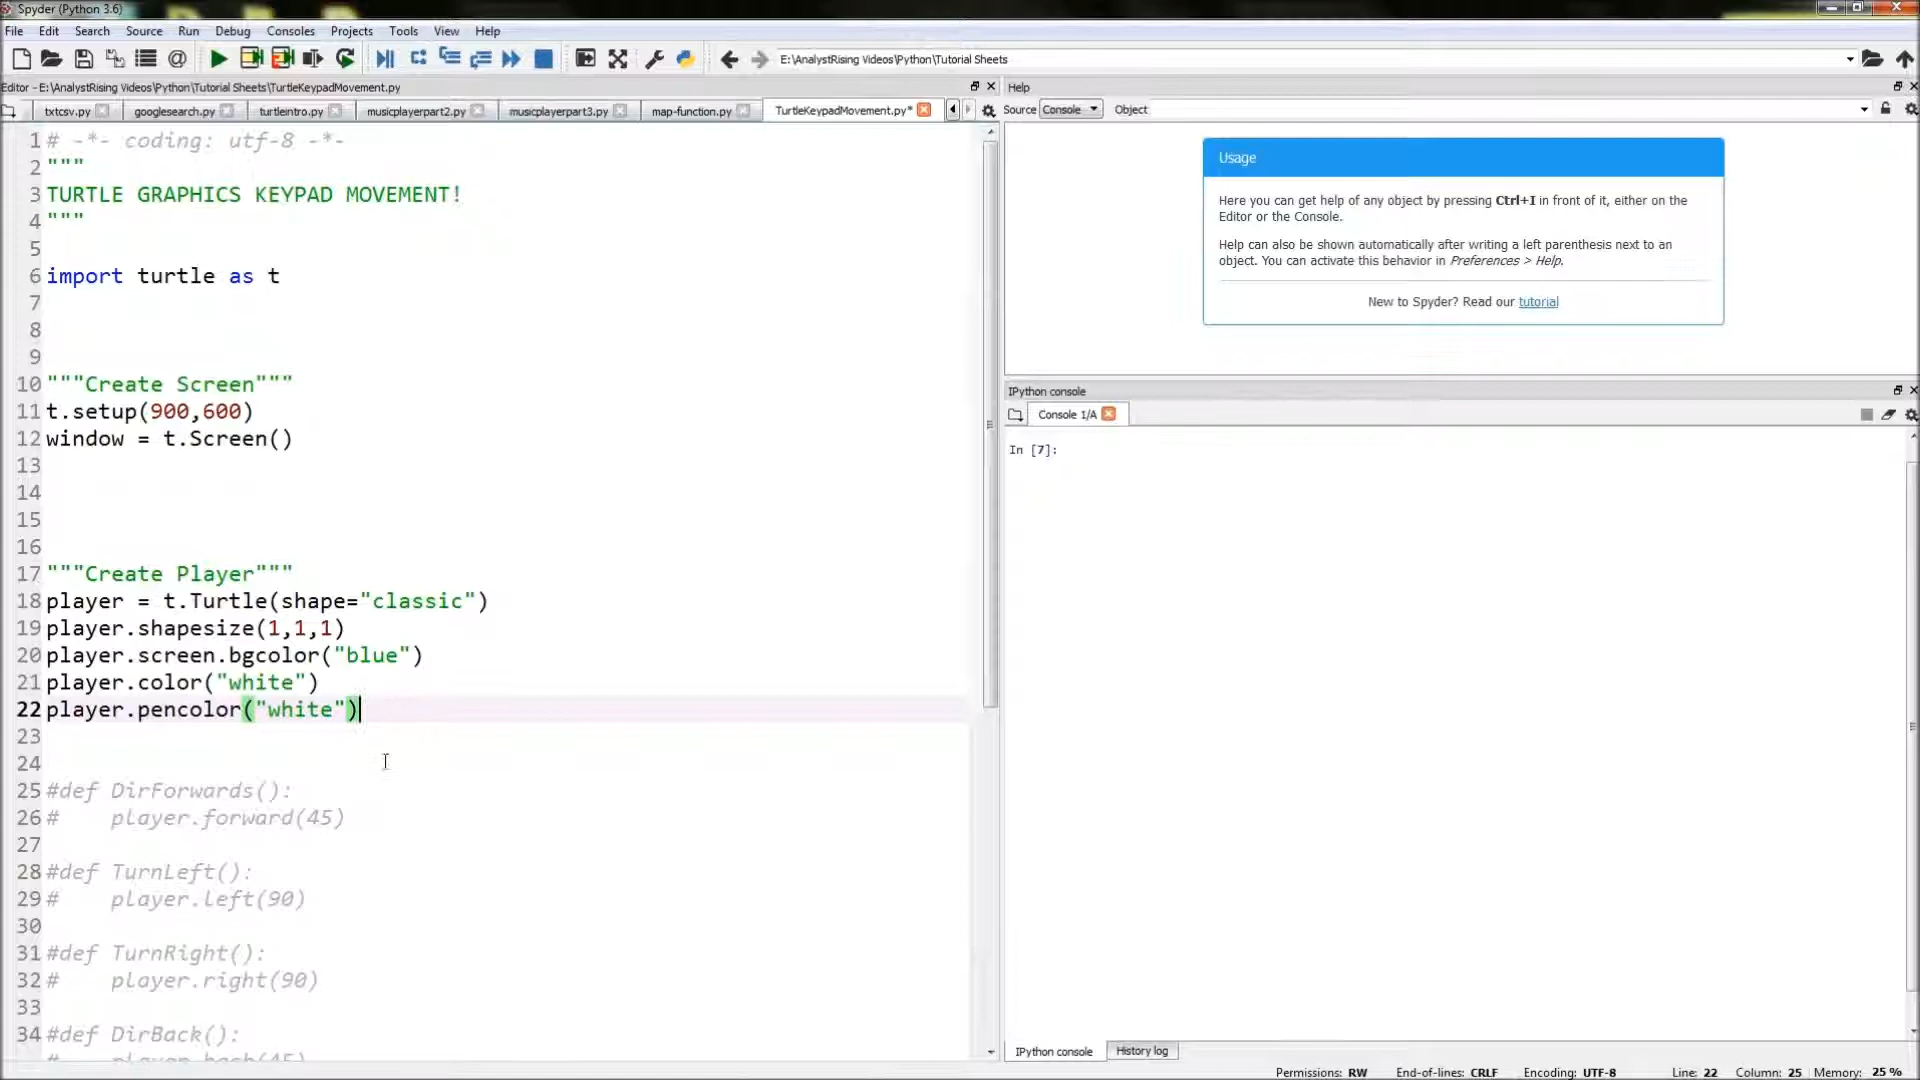 Spyder (Python 3.6)
File Edit Search Source Run Debug Consoles Projects Tools View Help
E:\AnalystRising Videos\Python\Tutorial Sheets
Editor - E:\AnalystRising Videos\Python\Tutorial Sheets\TurtleKeypadMovement.py
txtcsv.py googlesearch.py turtleintro.py musicplayerpart2.py musicplayerpart3.py map-function.py TurtleKeypadMovement.py*
1 # -*- coding: utf-8 -*-
2 """
3 TURTLE GRAPHICS KEYPAD MOVEMENT!
4 """
5
6 import turtle as t
7
8
9
10 """Create Screen"""
11 t.setup(900,600)
12 window = t.Screen()
13
14
15
16
17 """Create Player"""
18 player = t.Turtle(shape="classic")
19 player.shapesize(1,1,1)
20 player.screen.bgcolor("blue")
21 player.color("white")
22 player.pencolor("white")
23
24
25 #def DirForwards():
26 #    player.forward(45)
27
28 #def TurnLeft():
29 #    player.left(90)
30
31 #def TurnRight():
32 #    player.right(90)
33
34 #def DirBack():
Help
Source Console Object
Usage
Here you can get help of any object by pressing Ctrl+I in front of it, either on the
Editor or the Console.
Help can also be shown automatically after writing a left parenthesis next to an
object. You can activate this behavior in Preferences > Help.
New to Spyder? Read our tutorial
IPython console
Console 1/A
In [7]:
IPython console History log
Permissions: RW End-of-lines: CRLF Encoding: UTF-8 Line: 22 Column: 25 Memory: 25 %